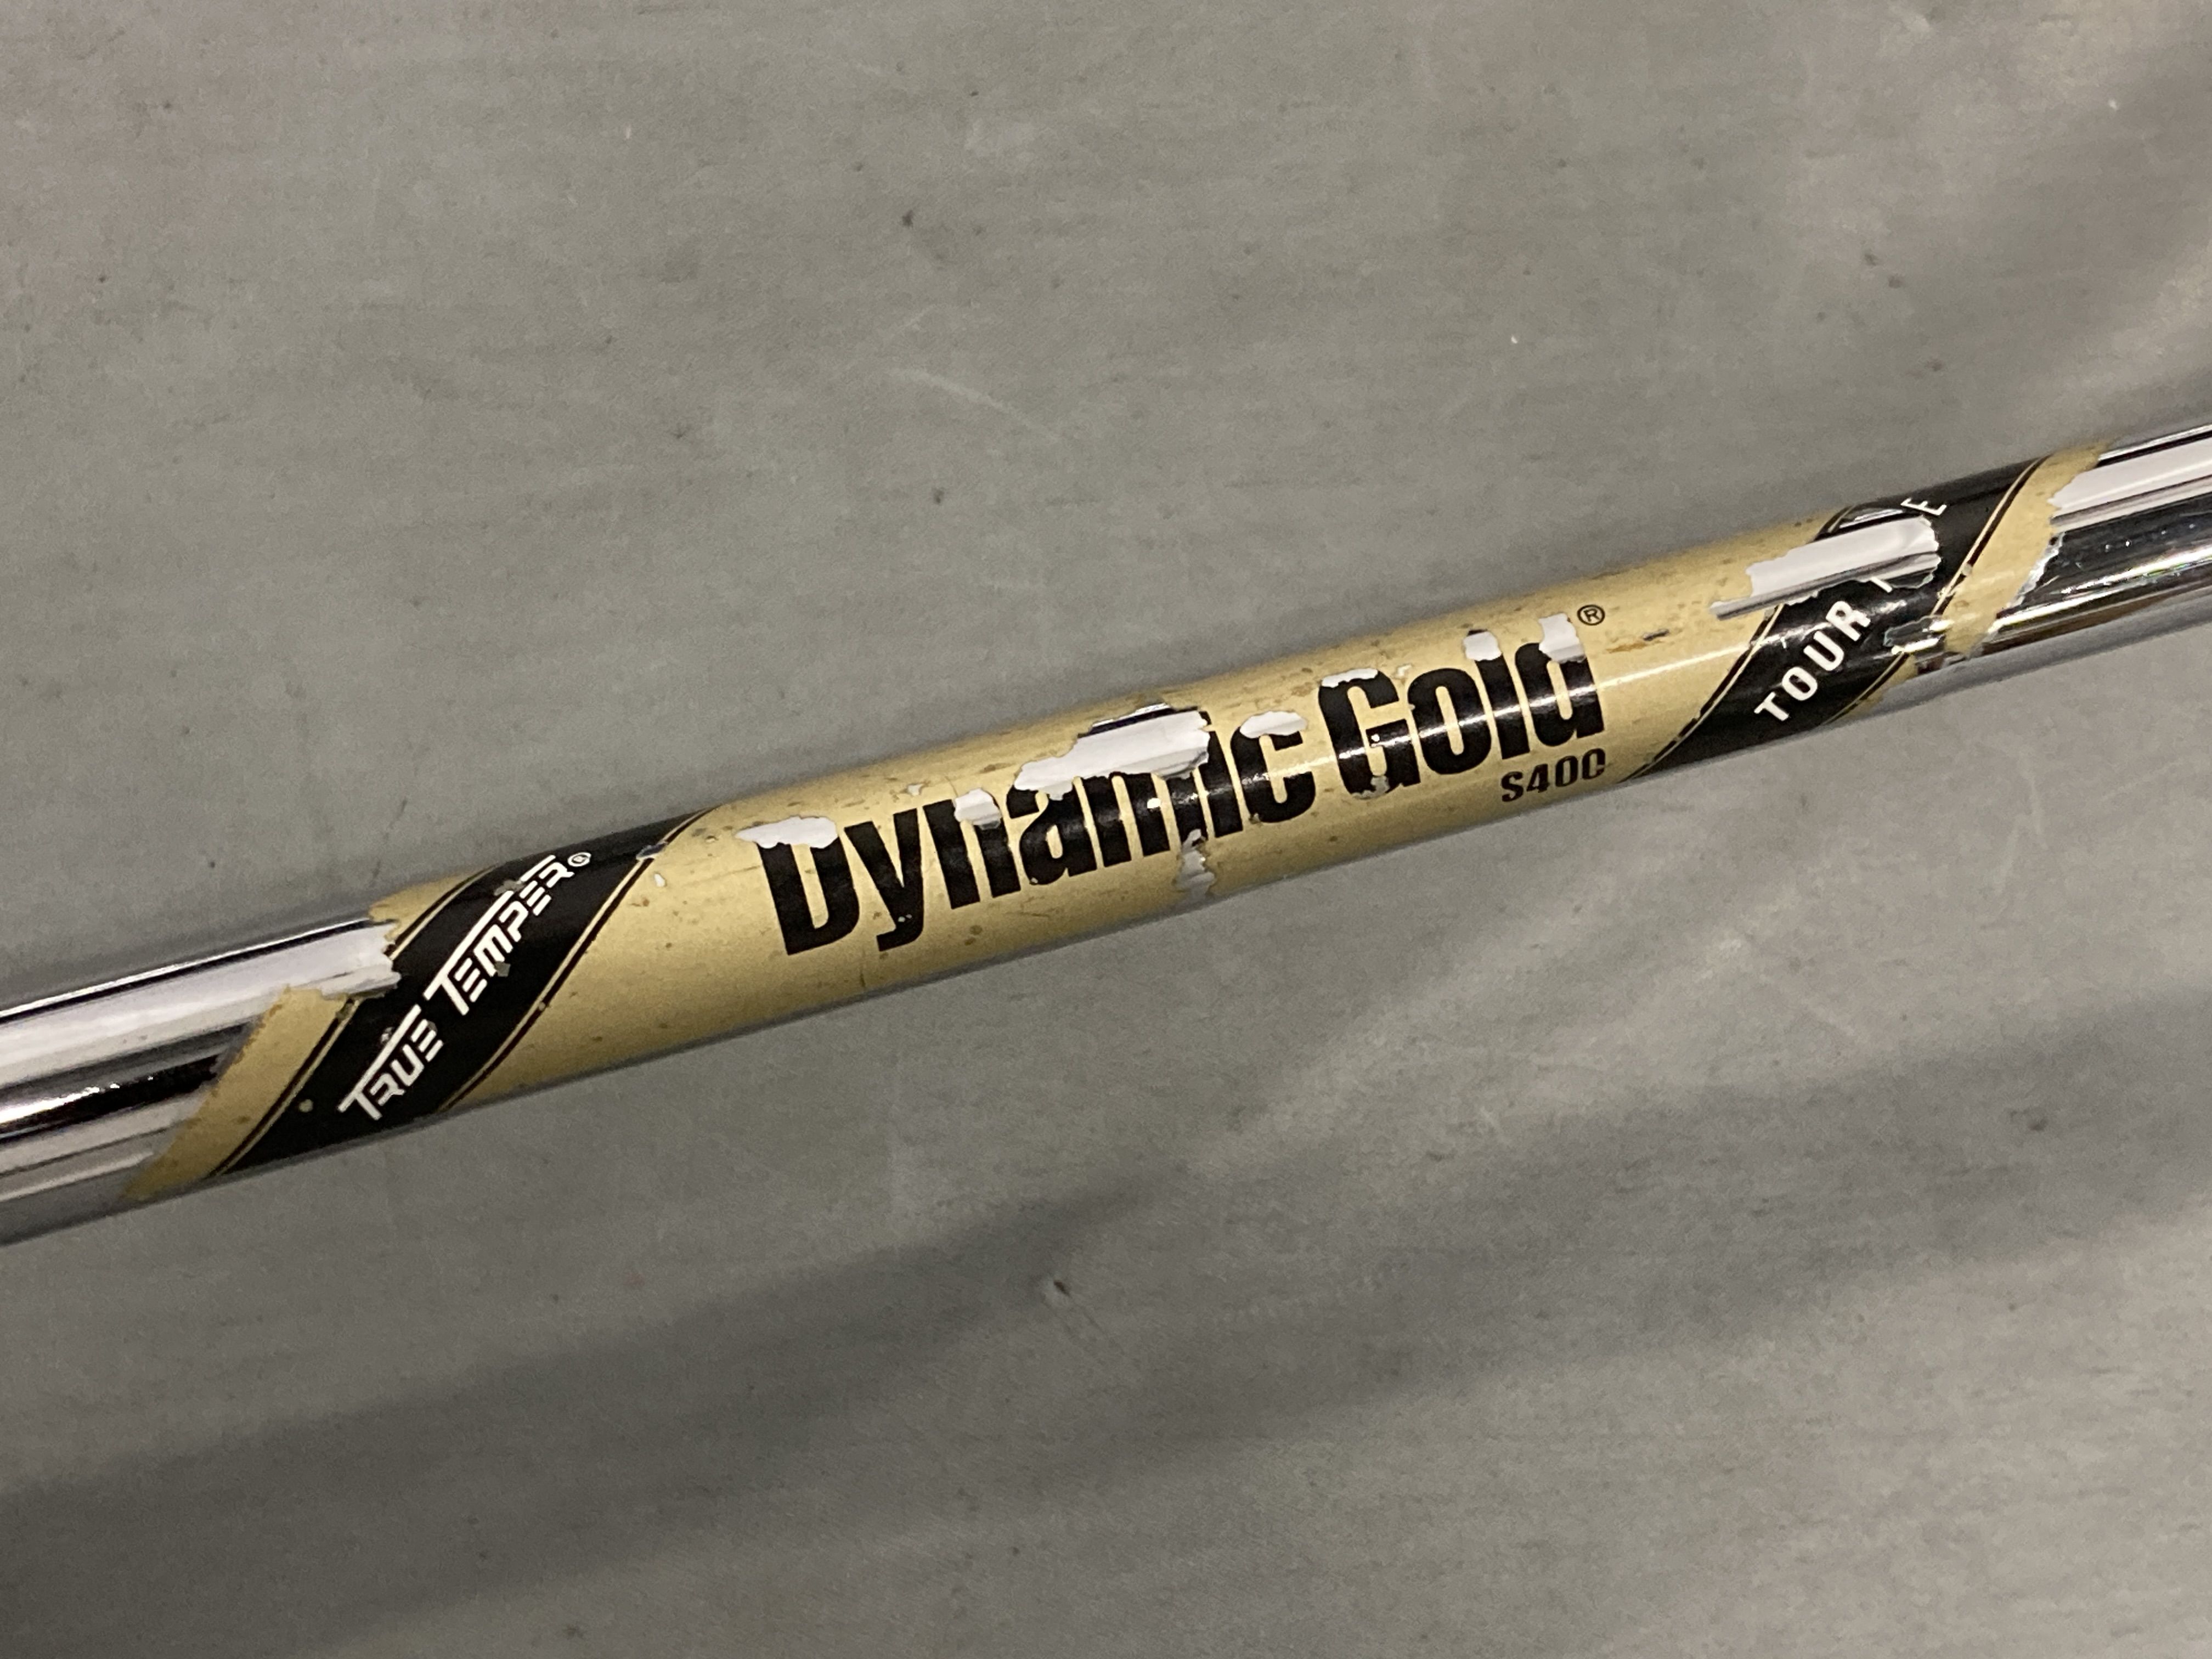 TRUE TEMPER®
Dynamic Gold®
S400
TOUR